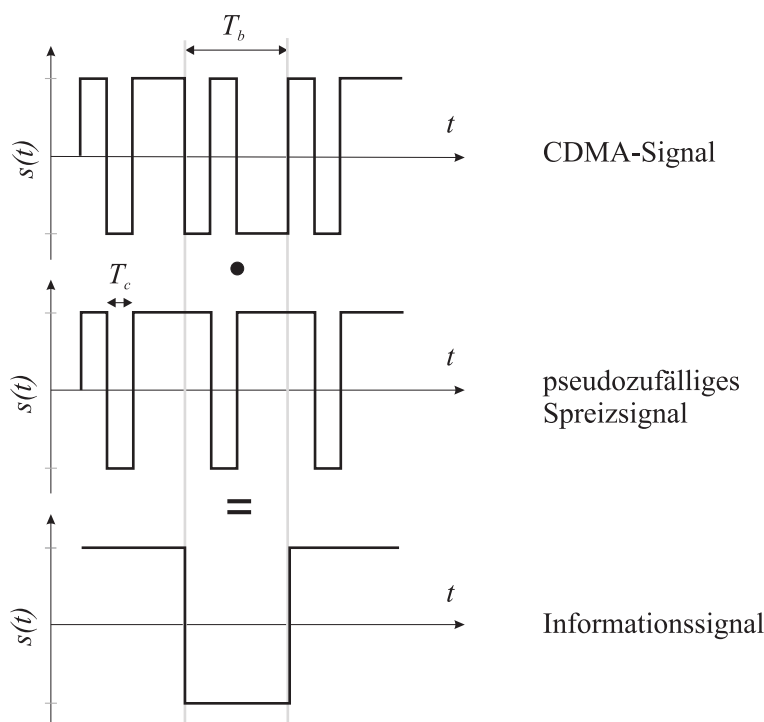 T_b
s(t)
t
CDMA-Signal
•
T_c
s(t)
t
pseudozufälliges
Spreizsignal
=
s(t)
t
Informationssignal